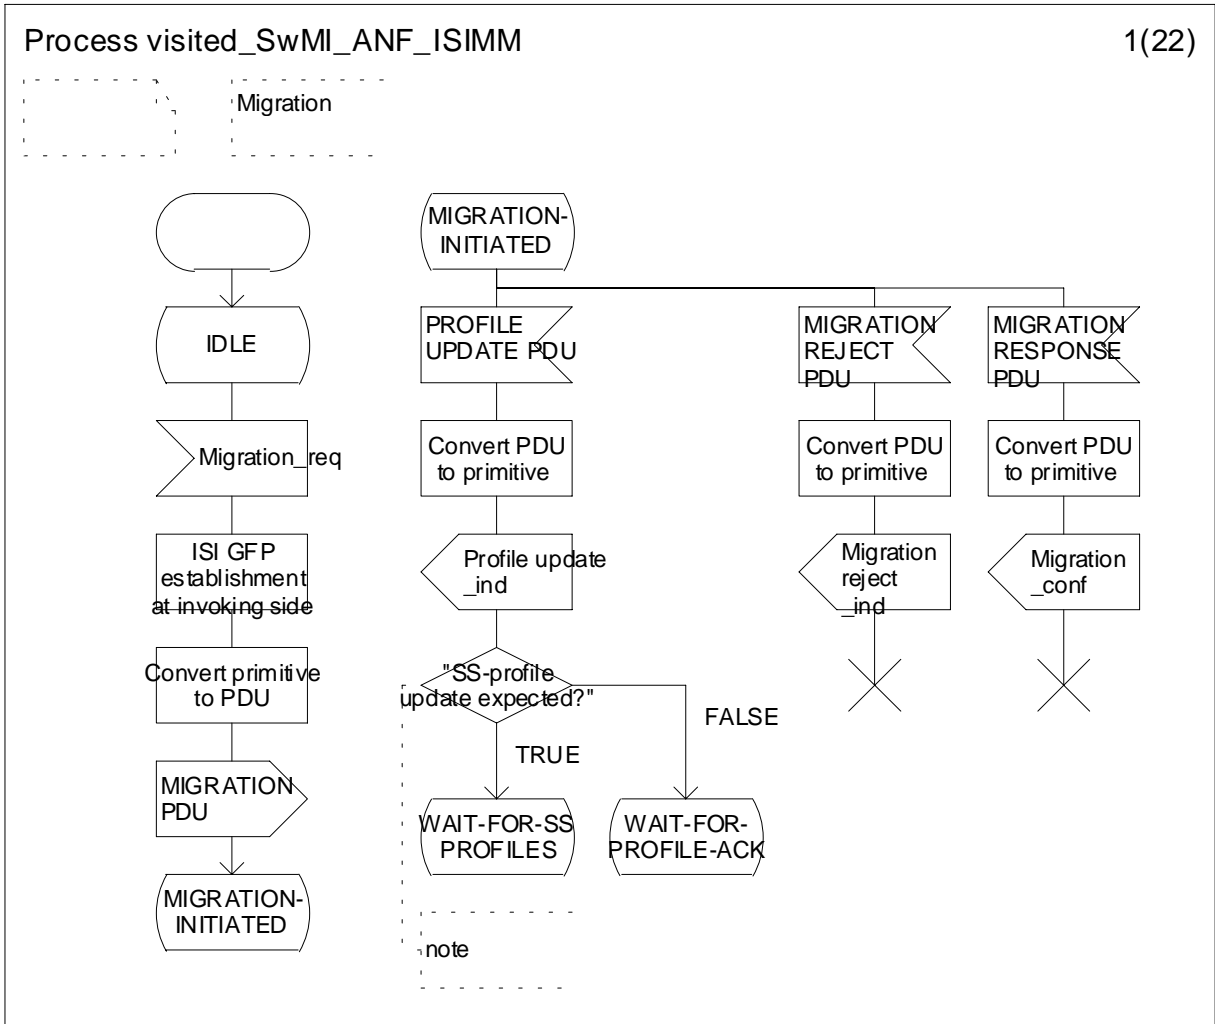 Process visited_SwMI_ANF_ISIMM
1(22)
Migration
IDLE
Migration_req
ISI GFP
establishment
at invoking side
Convert primitive
to PDU
MIGRATION
PDU
MIGRATION-
INITIATED
MIGRATION-
INITIATED
PROFILE
UPDATE PDU
Convert PDU
to primitive
Profile update
_ind
"SS-profile
update expected?"
TRUE
FALSE
WAIT-FOR-SS
PROFILES
WAIT-FOR-
PROFILE-ACK
note
MIGRATION
REJECT
PDU
Convert PDU
to primitive
Migration
reject
_ind
MIGRATION
RESPONSE
PDU
Convert PDU
to primitive
Migration
_conf